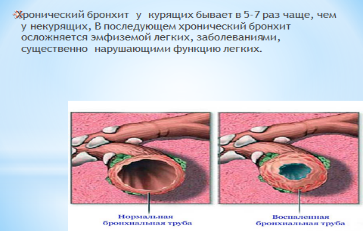 Хронический бронхит у курящих бывает в 5-7 раз чаще, чем
у некурящих, В последующем хронический бронхит
осложняется эмфиземой легких, заболеваниями,
существенно нарушающими функцию легких.
Нормальная
бронхиальная труба
Воспаленная
бронхиальная труба